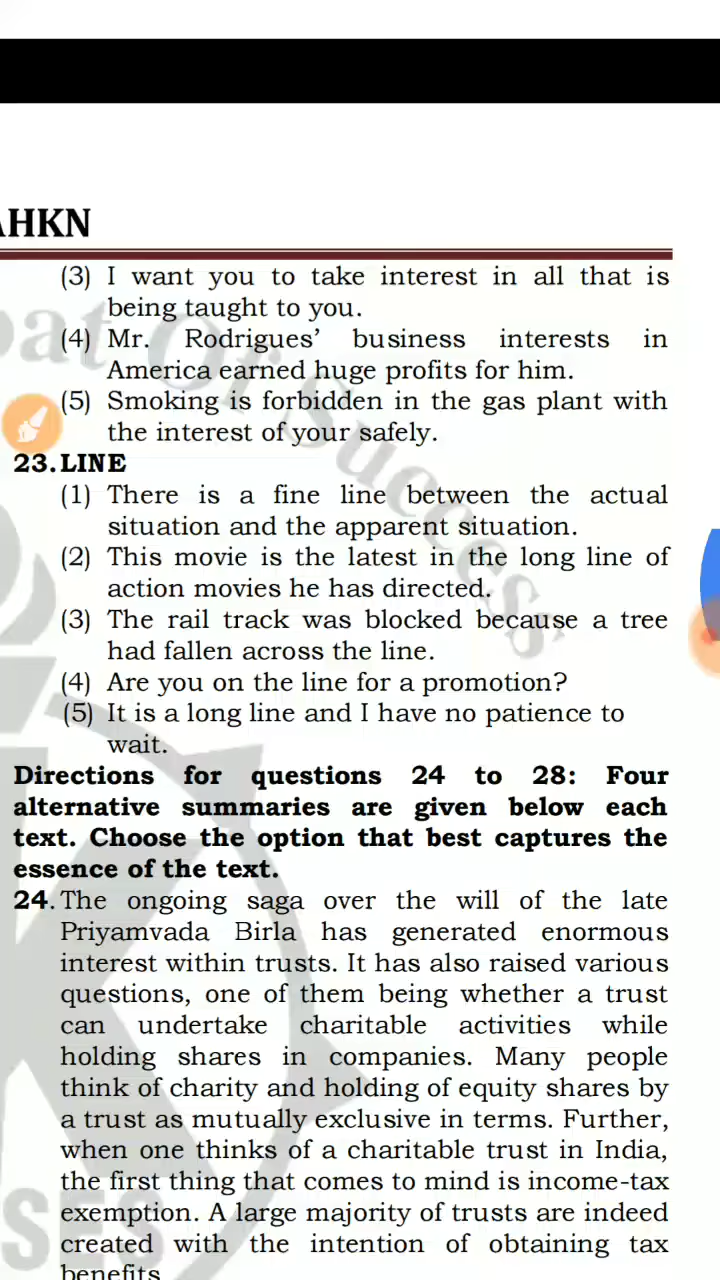 AHKN
(3) I want you to take interest in all that is
being taught to you.
(4) Mr. Rodrigues’ business interests in
America earned huge profits for him.
(5) Smoking is forbidden in the gas plant with
the interest of your safely.
23. LINE
(1) There is a fine line between the actual
situation and the apparent situation.
(2) This movie is the latest in the long line of
action movies he has directed.
(3) The rail track was blocked because a tree
had fallen across the line.
(4) Are you on the line for a promotion?
(5) It is a long line and I have no patience to
wait.
Directions for questions 24 to 28: Four
alternative summaries are given below each
text. Choose the option that best captures the
essence of the text.
24. The ongoing saga over the will of the late
Priyamvada Birla has generated enormous
interest within trusts. It has also raised various
questions, one of them being whether a trust
can undertake charitable activities while
holding shares in companies. Many people
think of charity and holding of equity shares by
a trust as mutually exclusive in terms. Further,
when one thinks of a charitable trust in India,
the first thing that comes to mind is income-tax
exemption. A large majority of trusts are indeed
created with the intention of obtaining tax
benefits
at Of Success
SES